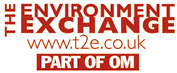 THE ENVIRONMENT
EXCHANGE
www.t2e.co.uk
PART OF OM